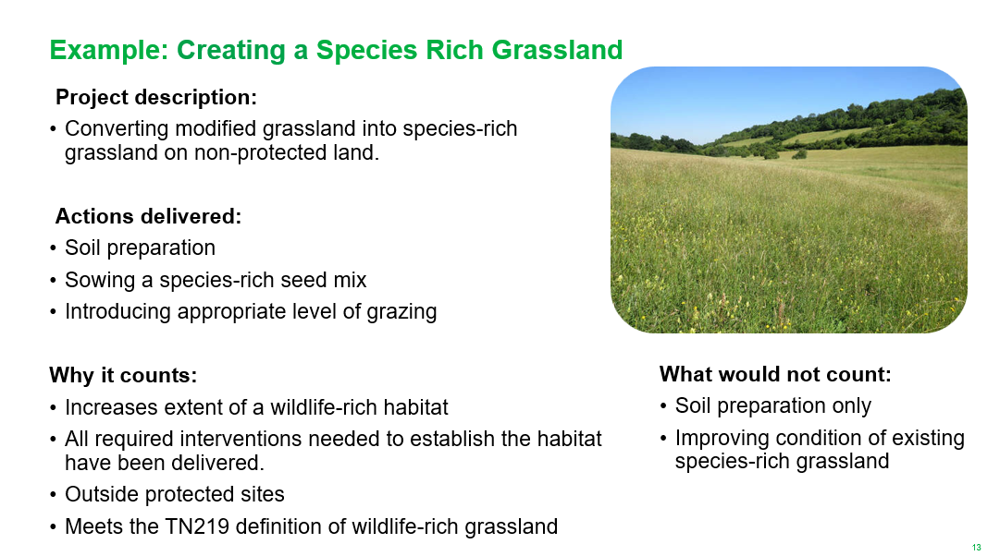 Example: Creating a Species Rich Grassland
Project description:
• Converting modified grassland into species-rich
grassland on non-protected land.
Actions delivered:
• Soil preparation
• Sowing a species-rich seed mix
• Introducing appropriate level of grazing
Why it counts:
• Increases extent of a wildlife-rich habitat
• All required interventions needed to establish the habitat
have been delivered.
• Outside protected sites
• Meets the TN219 definition of wildlife-rich grassland
What would not count:
• Soil preparation only
• Improving condition of existing
species-rich grassland
13